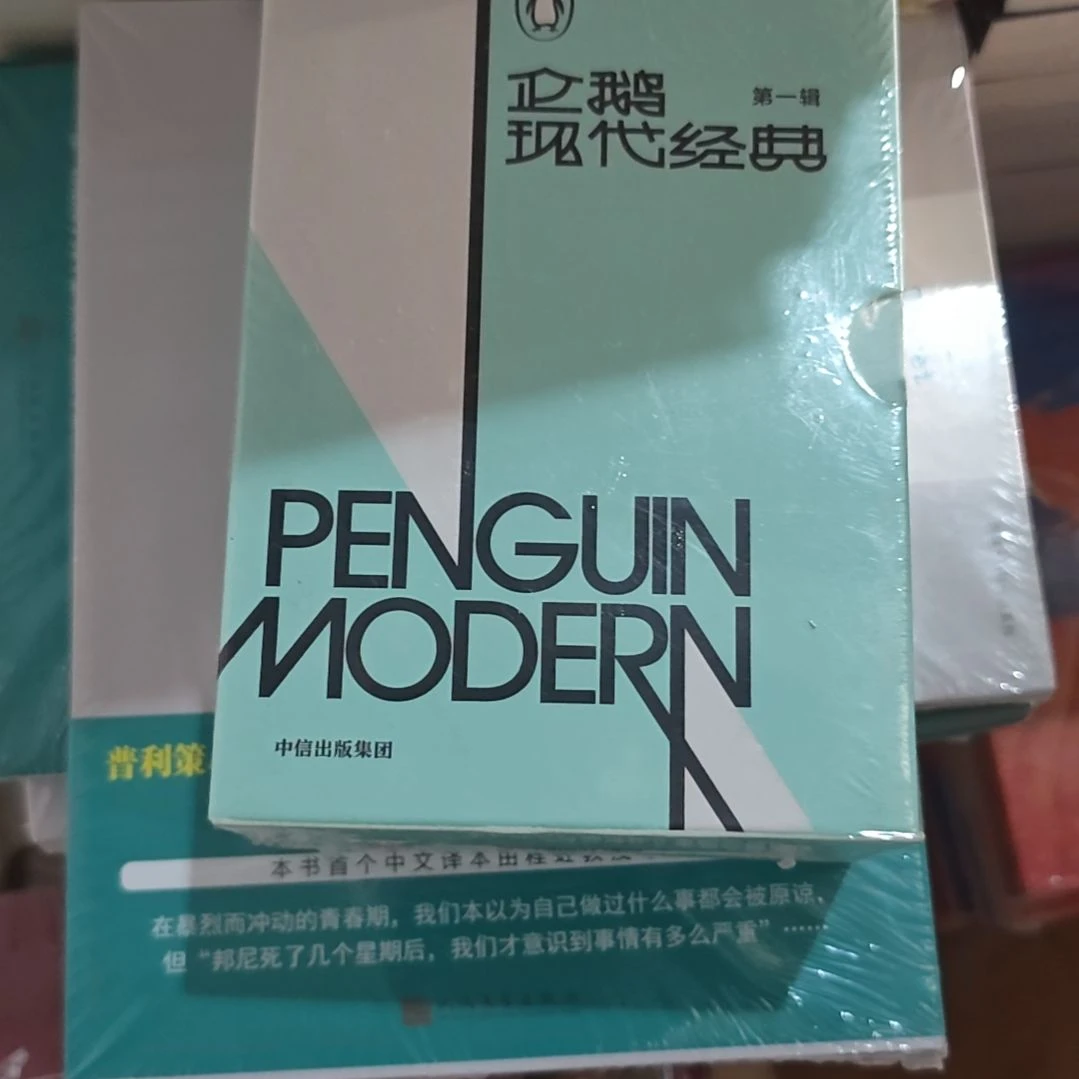 企鹅
第一辑
现代经典
PENGUIN
MODERN
中信出版集团
普利策
本书首个中文译本由程
在暴烈而冲动的青春期，我们本以为自己做过什么事都会被原谅，
但“邦尼死了几个星期后，我们才意识到事情有多么严重”……